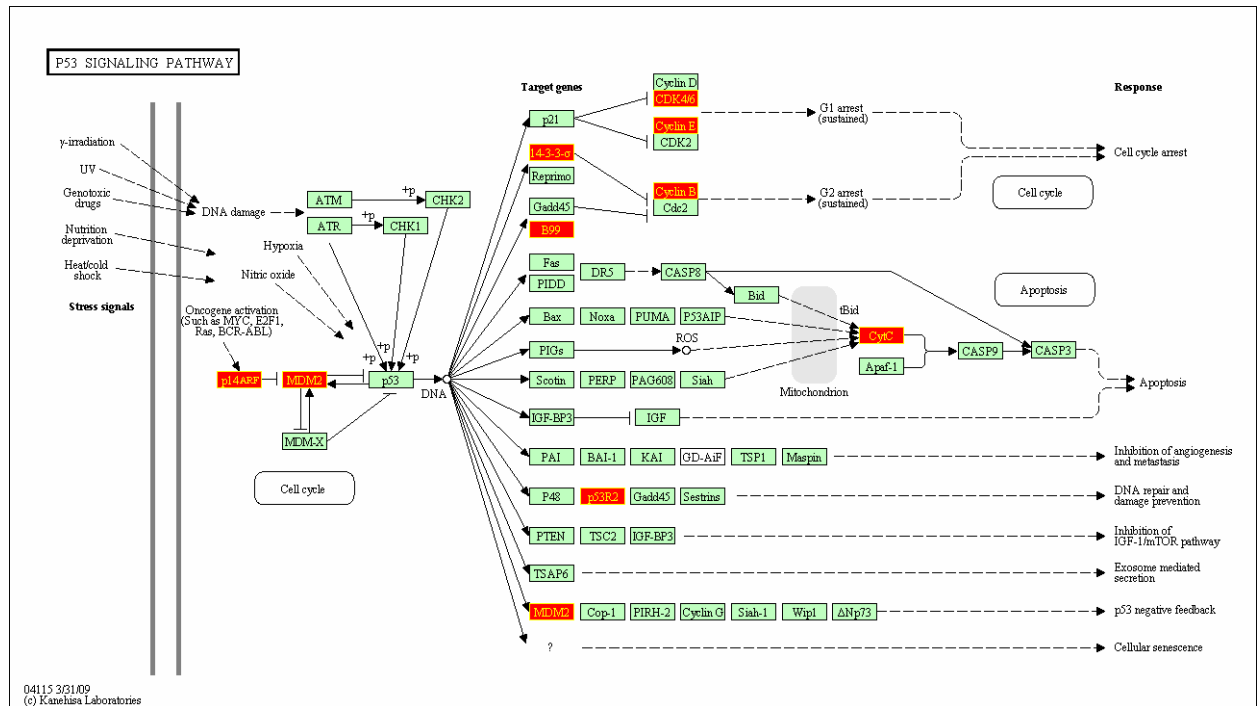 P53 SIGNALING PATHWAY
Target genes
Response
γ-irradiation
UV
Genotoxic
drugs
Nutrition
deprivation
Heat/cold
shock
Stress signals
DNA damage
ATM
+p
CHK2
ATR
+p
CHK1
Hypoxia
Nitric oxide
Oncogene activation
(Such as MYC, E2F1,
Ras, BCR-ABL)
+p
+p
+p
p14ARF
MDM2
p53
DNA
MDM-X
Cell cycle
p21
Cyclin D
CDK4/6
Cyclin E
CDK2
G1 arrest
(sustained)
Cell cycle arrest
14-3-3-σ
Reprimo
Gadd45
B99
Cyclin B
Cdc2
G2 arrest
(sustained)
Cell cycle
Fas
PIDD
DR5
CASP8
Bid
tBid
Apoptosis
Bax
Noxa
PUMA
P53AIP
CytC
PIGs
ROS
Apaf-1
CASP9
CASP3
Scotin
PERP
PAG608
Siah
Mitochondrion
Apoptosis
IGF-BP3
IGF
PAI
BAI-1
KAI
GD-AiF
TSP1
Maspin
Inhibition of angiogenesis
and metastasis
P48
p53R2
Gadd45
Sestrins
DNA repair and
damage prevention
PTEN
TSC2
IGF-BP3
Inhibition of
IGF-1/mTOR pathway
TSAP6
Exosome mediated
secretion
MDM2
Cop-1
PIRH-2
Cyclin G
Siah-1
Wip1
ΔNp73
p53 negative feedback
?
Cellular senescence
04115 3/31/09
(c) Kanehisa Laboratories